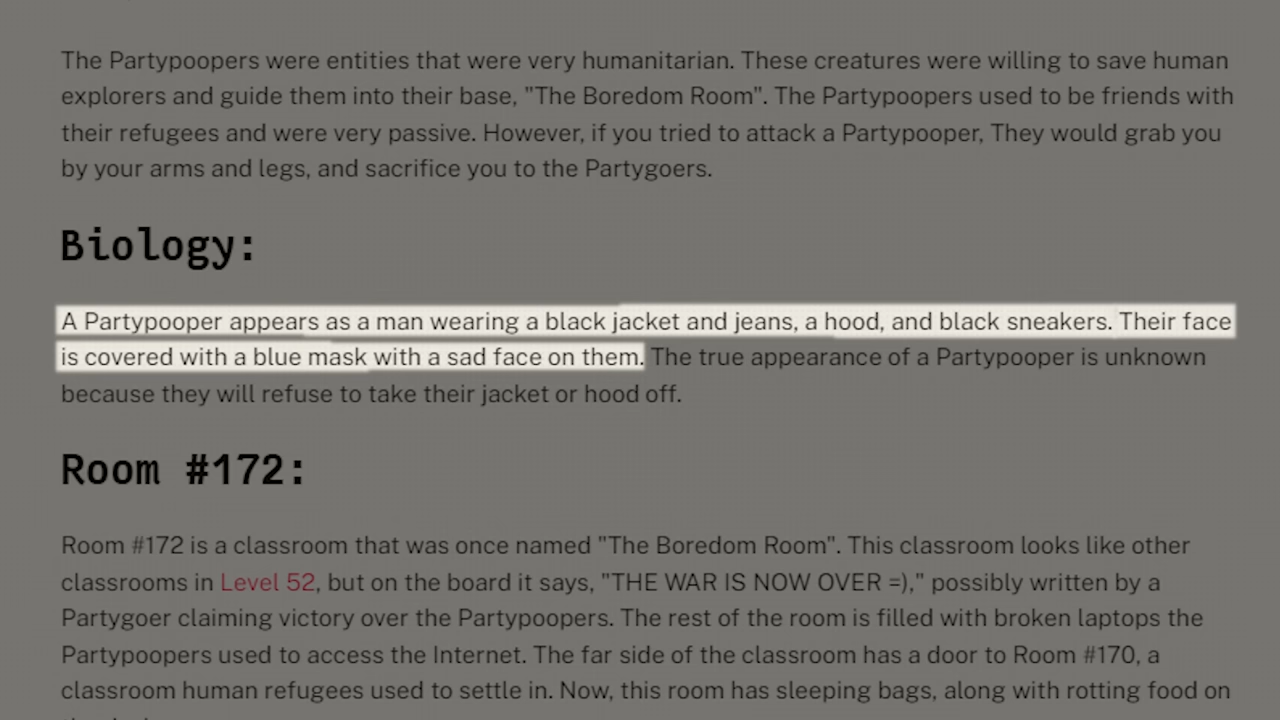 The Partypoopers were entities that were very humanitarian. These creatures were willing to save human
explorers and guide them into their base, "The Boredom Room". The Partypoopers used to be friends with
their refugees and were very passive. However, if you tried to attack a Partypooper, They would grab you
by your arms and legs, and sacrifice you to the Partygoers.
Biology:
A Partypooper appears as a man wearing a black jacket and jeans, a hood, and black sneakers. Their face
is covered with a blue mask with a sad face on them. The true appearance of a Partypooper is unknown
because they will refuse to take their jacket or hood off.
Room #172:
Room #172 is a classroom that was once named "The Boredom Room". This classroom looks like other
classrooms in Level 52, but on the board it says, "THE WAR IS NOW OVER =)," possibly written by a
Partygoer claiming victory over the Partypoopers. The rest of the room is filled with broken laptops the
Partypoopers used to access the Internet. The far side of the classroom has a door to Room #170, a
classroom human refugees used to settle in. Now, this room has sleeping bags, along with rotting food on